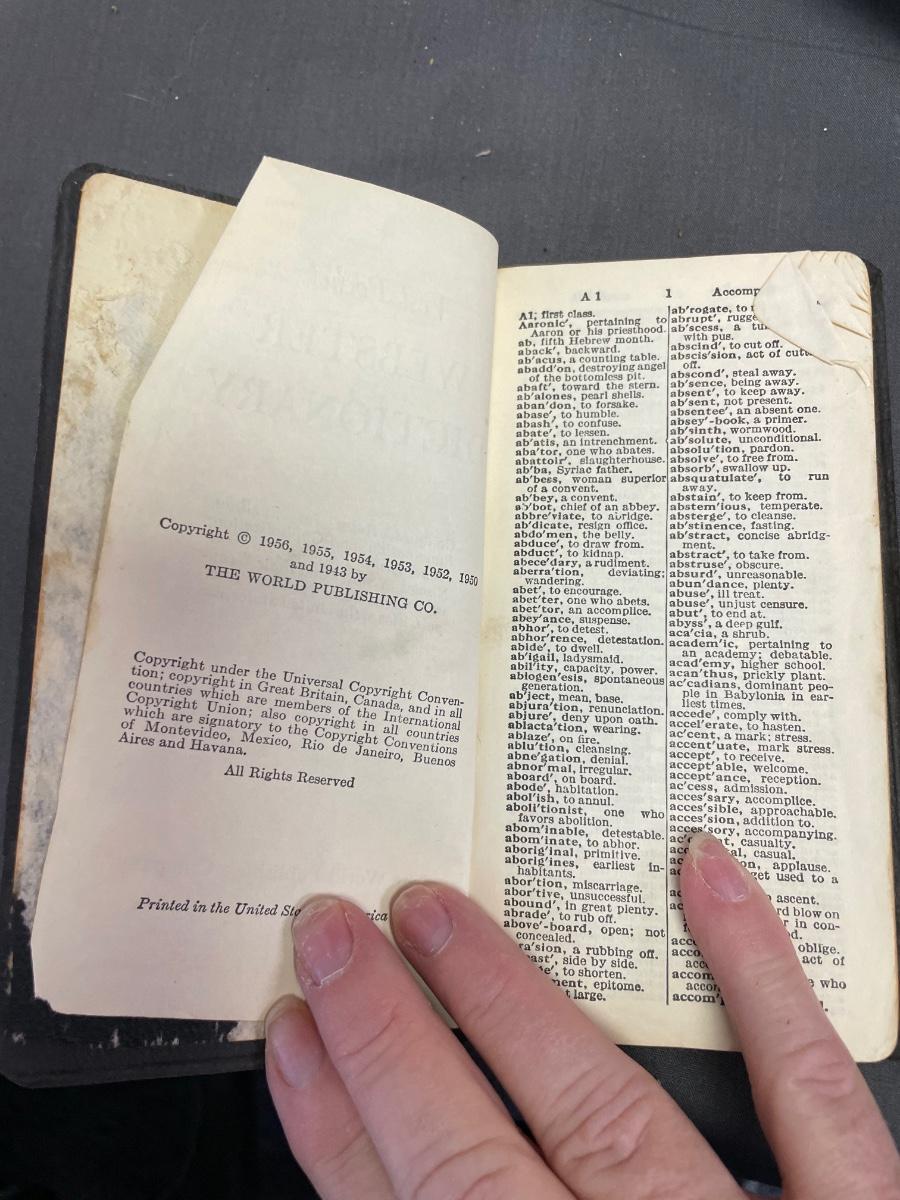 Copyright © 1956, 1955, 1954, 1953, 1952, 1950
and 1943 by
THE WORLD PUBLISHING CO.
Copyright under the Universal Copyright Conven-
tion; copyright in Great Britain, Canada, and in all
countries which are members of the International
Copyright Union; also copyright in all countries
which are signatory to the Copyright Conventions
of Montevideo, Mexico, Rio de Janeiro, Buenos
Aires and Havana.
All Rights Reserved
Printed in the United
A 1 1
A1; first class.
Aaronic', pertaining to
Aaron or his priesthood.
ab, fifth Hebrew month.
aback', backward.
ab'acus, a counting table.
abadd'on, destroying angel
of the bottomless pit.
abaft', toward the stern.
ab'alones, pearl shells.
aban'don, to forsake.
abase', to humble.
abash', to confuse.
abate', to lessen.
ab'atis, an intrenchment.
aba'tor, one who abates.
abattoir', slaughterhouse.
ab'ba, Syriac father.
ab'bess, woman superior
of a convent.
ab'bey, a convent.
ab'bot, chief of an abbey.
abbre'viate, to abridge.
ab'dicate, resign office.
abdo'men, the belly.
abduce', to draw from.
abduct', to kidnap.
abece'dary, a rudiment.
aberra'tion, deviating;
wandering.
abet', to encourage.
abet'ter, one who abets.
abet'tor, an accomplice.
abey'ance, suspense.
abhor', to detest.
abhor'rence, detestation.
abide', to dwell.
ab'igail, ladysmaid.
abil'ity, capacity, power.
abiogen'esis, spontaneous
generation.
ab'ject, mean, base.
abjura'tion, renunciation.
abjure', deny upon oath.
ablacta'tion, wearing.
ablaze', on fire.
ablu'tion, cleansing.
abne'gation, denial.
abnor'mal, irregular.
aboard', on board.
abode', habitation.
abol'ish, to annul.
aboli'tionist, one who
favors abolition.
abom'inable, detestable.
abom'inate, to abhor.
aborig'inal, primitive.
aborig'ines, earliest in-
habitants.
abor'tion, miscarriage.
abor'tive, unsuccessful.
abound', in great plenty.
abrade', to rub off.
above'-board, open; not
concealed.
a rubbing off.
side by side.
to shorten.
epitome.
large.
ab'rogate, to
abrupt',
ab'scess, a
with pus.
abscind', to cut off.
abscis'sion, act of
off.
abscond', steal away.
ab'sence, being away.
absent', to keep away.
ab'sent, not present.
absentee', an absent one.
absey'-book, a primer.
ab'sinth, wormwood.
ab'solute, unconditional.
absolu'tion, pardon.
absolve', to free from.
absorb', swallow up.
absquatulate', to run
away.
abstain', to keep from.
abstem'ious, temperate.
absterge', to cleanse.
ab'stinence, fasting.
ab'stract, concise abridg-
ment.
abstract', to take from.
abstruse', obscure.
absurd', unreasonable.
abun'dance, plenty.
abuse', ill treat.
abuse', unjust censure.
abut', to end at.
abyss', a deep gulf.
aca'cia, a shrub.
academ'ic, pertaining to
an academy; debatable.
acad'emy, higher school.
acan'thus, prickly plant.
ac'cadians, dominant peo-
ple in Babylonia in ear-
liest times.
accede', comply with.
accel'erate, to hasten.
ac'cent, a mark; stress.
accent'uate, mark stress.
accept', to receive.
accept'able, welcome.
accept'ance, reception.
ac'cess, admission.
acces'sary, accomplice.
acces'sible, approachable.
acces'sion, addition to.
acces'sory, accompanying.
casualty.
casual.
applause.
get used to a
ascent.
blow on
in con-
oblige.
act of
who